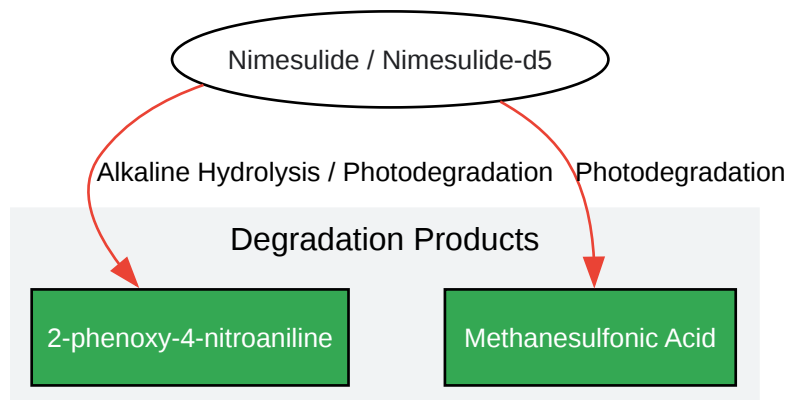 Nimesulide / Nimesulide-d5
Alkaline Hydrolysis / Photodegradation
Photodegradation
Degradation Products
2-phenoxy-4-nitroaniline
Methanesulfonic Acid